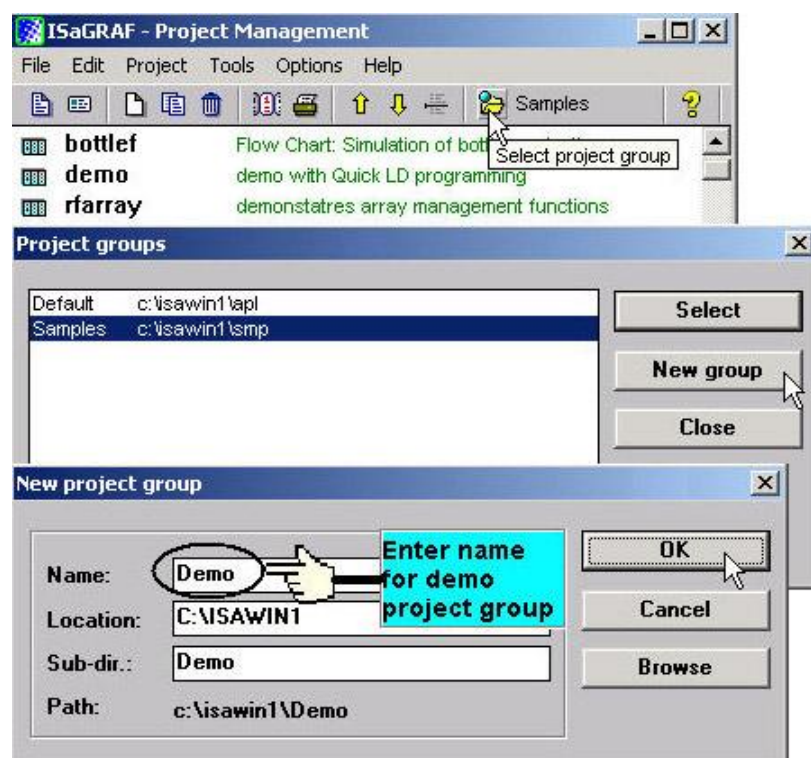 ISaGRAF - Project Management
File Edit Project Tools Options Help
Samples
Select project group
bottlef Flow Chart: Simulation of
demo demo with Quick LD programming
rfarray demonstatres array management functions
Project groups
Default c:\isawin1\apl
Samples c:\isawin1\smp
Select
New group
Close
New project group
Name: Demo
Enter name
for demo
project group
OK
Location: C:\ISAWIN1
Cancel
Sub-dir.: Demo
Browse
Path: c:\isawin1\Demo